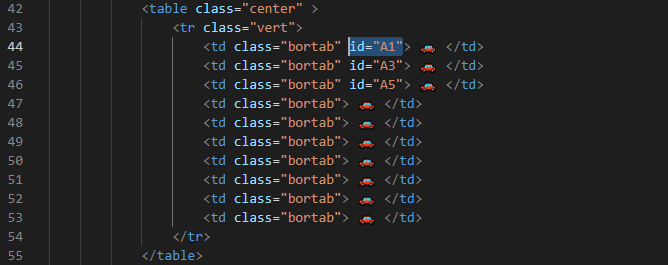 42 <table class="center" >
43 <tr class="vert">
44 <td class="bortab" id="A1"> 🚗 </td>
45 <td class="bortab" id="A3"> 🚗 </td>
46 <td class="bortab" id="A5"> 🚗 </td>
47 <td class="bortab"> 🚗 </td>
48 <td class="bortab"> 🚗 </td>
49 <td class="bortab"> 🚗 </td>
50 <td class="bortab"> 🚗 </td>
51 <td class="bortab"> 🚗 </td>
52 <td class="bortab"> 🚗 </td>
53 <td class="bortab"> 🚗 </td>
54 </tr>
55 </table>